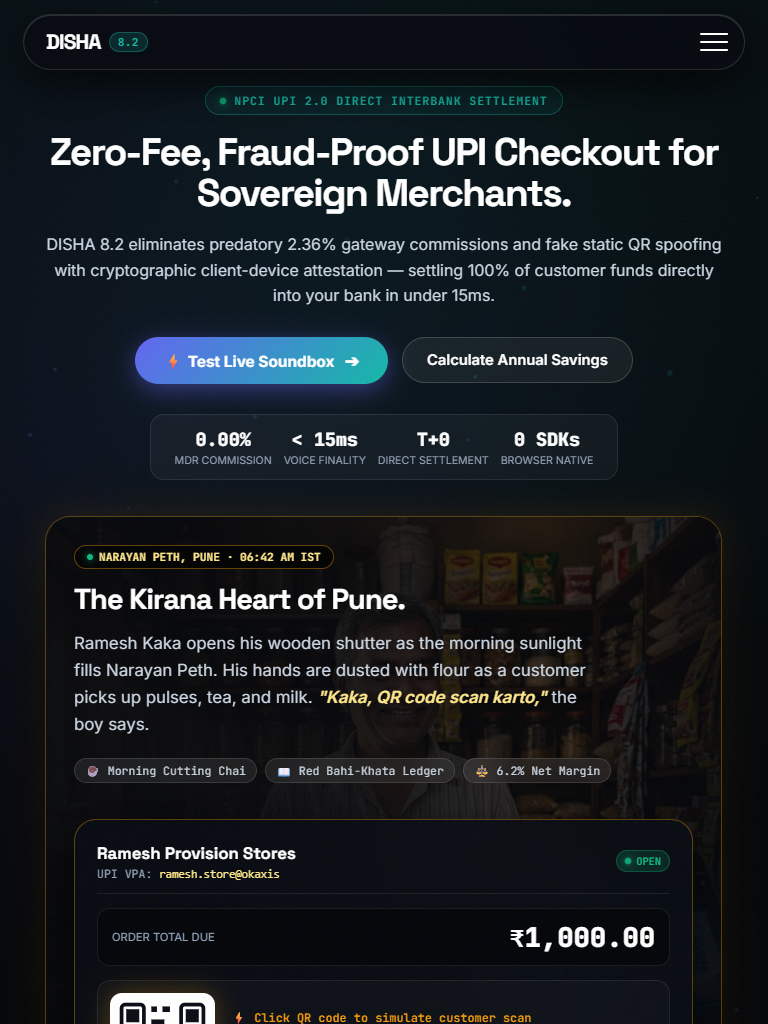 DISHA 8.2
NPCI UPI 2.0 DIRECT INTERBANK SETTLEMENT
Zero-Fee, Fraud-Proof UPI Checkout for
Sovereign Merchants.
DISHA 8.2 eliminates predatory 2.36% gateway commissions and fake static QR spoofing
with cryptographic client-device attestation — settling 100% of customer funds directly
into your bank in under 15ms.
⚡ Test Live Soundbox ➔
Calculate Annual Savings
0.00% < 15ms T+0 0 SDKs
MDR COMMISSION VOICE FINALITY DIRECT SETTLEMENT BROWSER NATIVE
NARAYAN PETH, PUNE · 06:42 AM IST
The Kirana Heart of Pune.
Ramesh Kaka opens his wooden shutter as the morning sunlight
fills Narayan Peth. His hands are dusted with flour as a customer
picks up pulses, tea, and milk. "Kaka, QR code scan karto," the
boy says.
Morning Cutting Chai
Red Bahi-Khata Ledger
6.2% Net Margin
Ramesh Provision Stores
UPI VPA: ramesh.store@okaxis
OPEN
ORDER TOTAL DUE
₹1,000.00
⚡ Click QR code to simulate customer scan